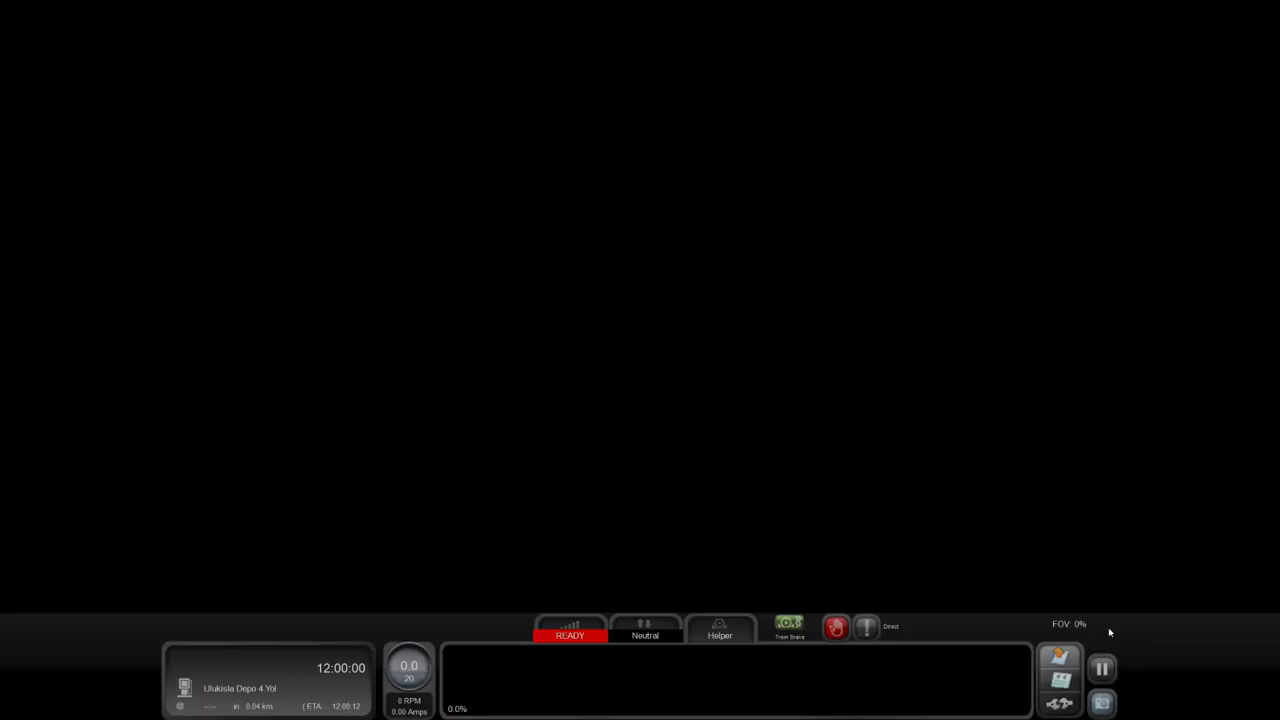 READY
Neutral
Helper
Train Brake
Direct
FOV: 0%
12:00:00
Ulukisla Depo 4.Yol
@ --:-- in 0.04 km ( ETA: 12:00:12
0.0
20
0 RPM
0.00 Amps
0.0%